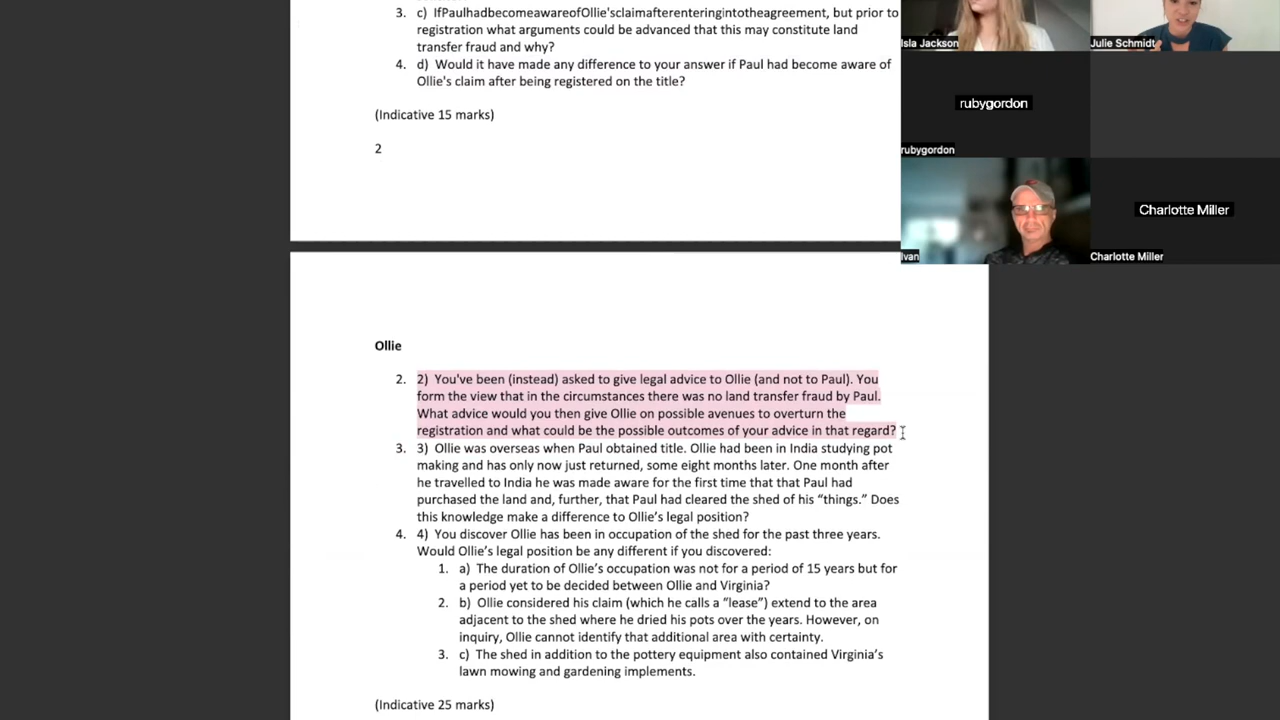 3. c) IfPaulhadbecomeawareofOllie'sclaimafterenteringintotheagreement, but prior to
registration what arguments could be advanced that this may constitute land
transfer fraud and why?
4. d) Would it have made any difference to your answer if Paul had become aware of
Ollie's claim after being registered on the title?
(Indicative 15 marks)
2
Ollie
2. 2) You've been (instead) asked to give legal advice to Ollie (and not to Paul). You
form the view that in the circumstances there was no land transfer fraud by Paul.
What advice would you then give Ollie on possible avenues to overturn the
registration and what could be the possible outcomes of your advice in that regard?
3. 3) Ollie was overseas when Paul obtained title. Ollie had been in India studying pot
making and has only now just returned, some eight months later. One month after
he travelled to India he was made aware for the first time that that Paul had
purchased the land and, further, that Paul had cleared the shed of his “things.” Does
this knowledge make a difference to Ollie’s legal position?
4. 4) You discover Ollie has been in occupation of the shed for the past three years.
Would Ollie’s legal position be any different if you discovered:
1. a) The duration of Ollie’s occupation was not for a period of 15 years but for
a period yet to be decided between Ollie and Virginia?
2. b) Ollie considered his claim (which he calls a “lease”) extend to the area
adjacent to the shed where he dried his pots over the years. However, on
inquiry, Ollie cannot identify that additional area with certainty.
3. c) The shed in addition to the pottery equipment also contained Virginia’s
lawn mowing and gardening implements.
(Indicative 25 marks)
Isla Jackson
Julie Schmidt
rubygordon
rubygordon
Charlotte Miller
Ivan
Charlotte Miller